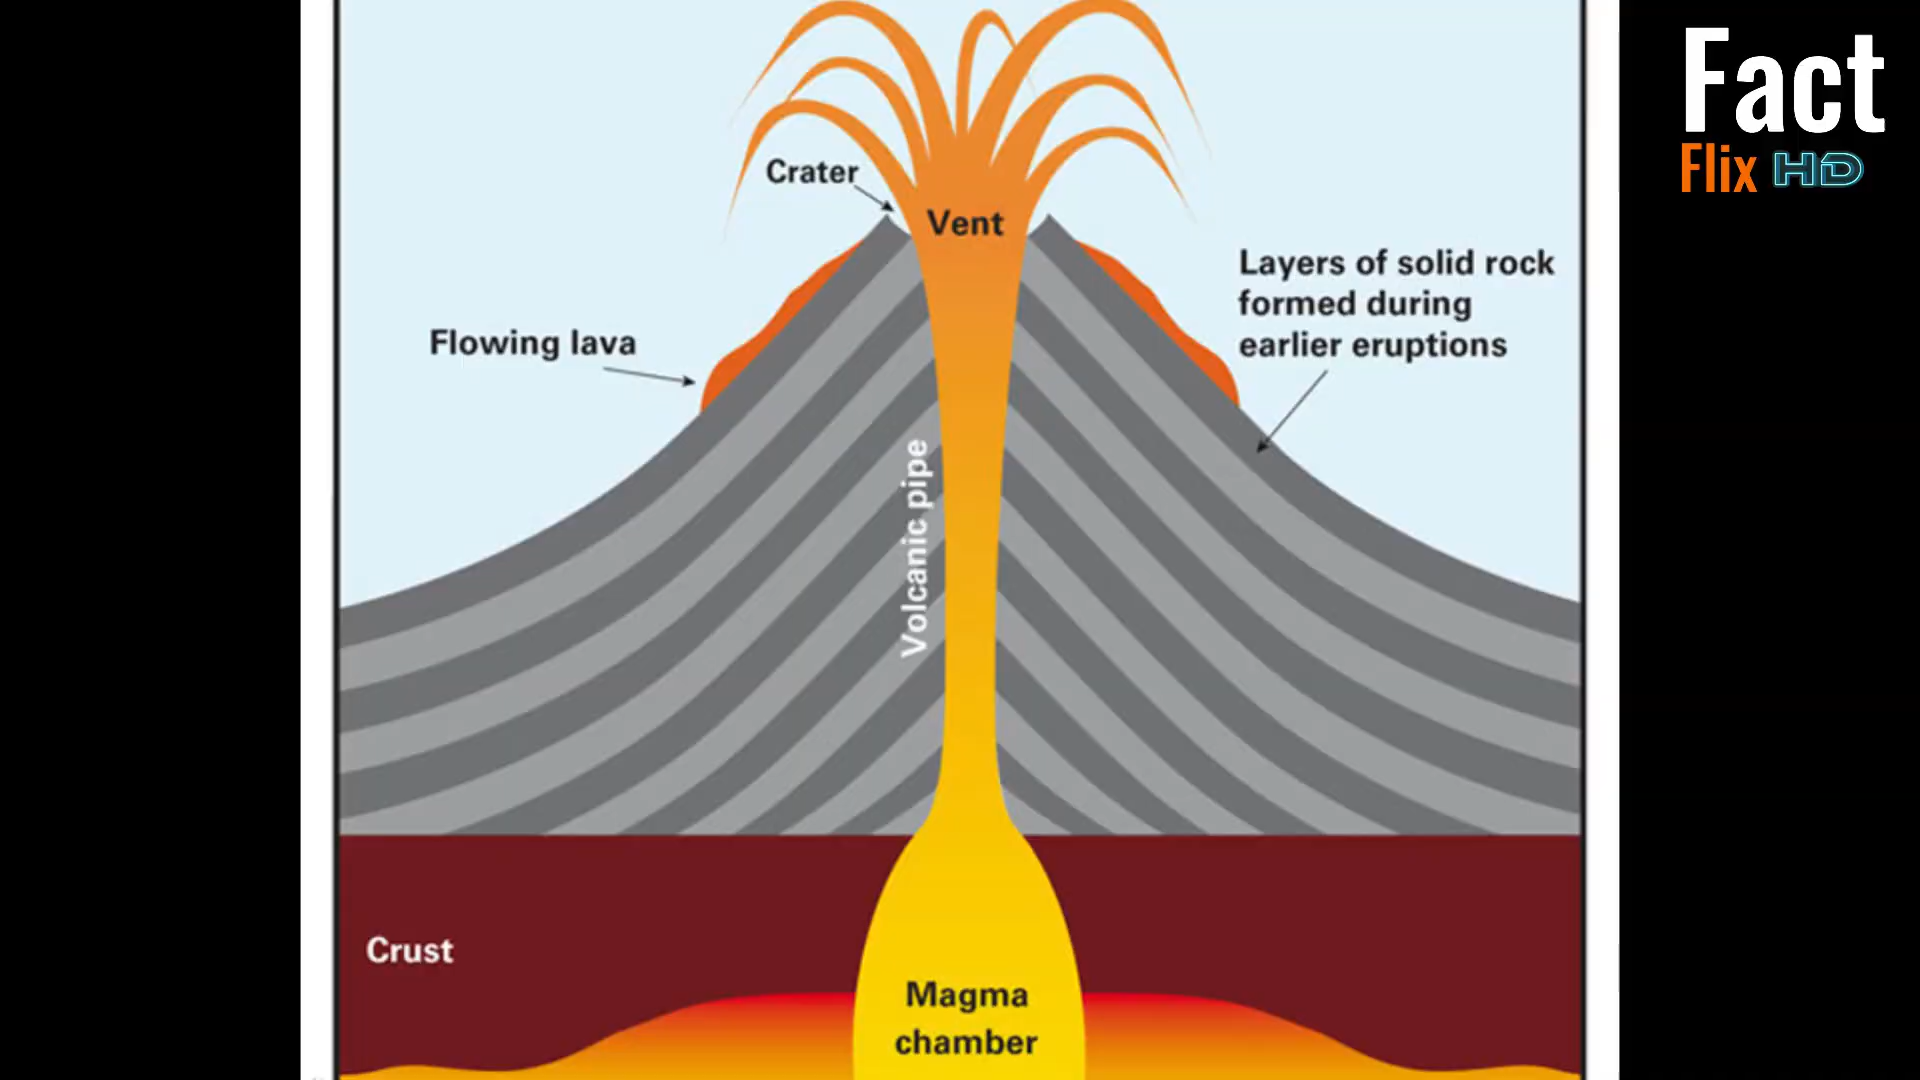 Fact
Flix HD
Crater
Vent
Layers of solid rock
formed during
earlier eruptions
Flowing lava
Volcanic pipe
Crust
Magma
chamber